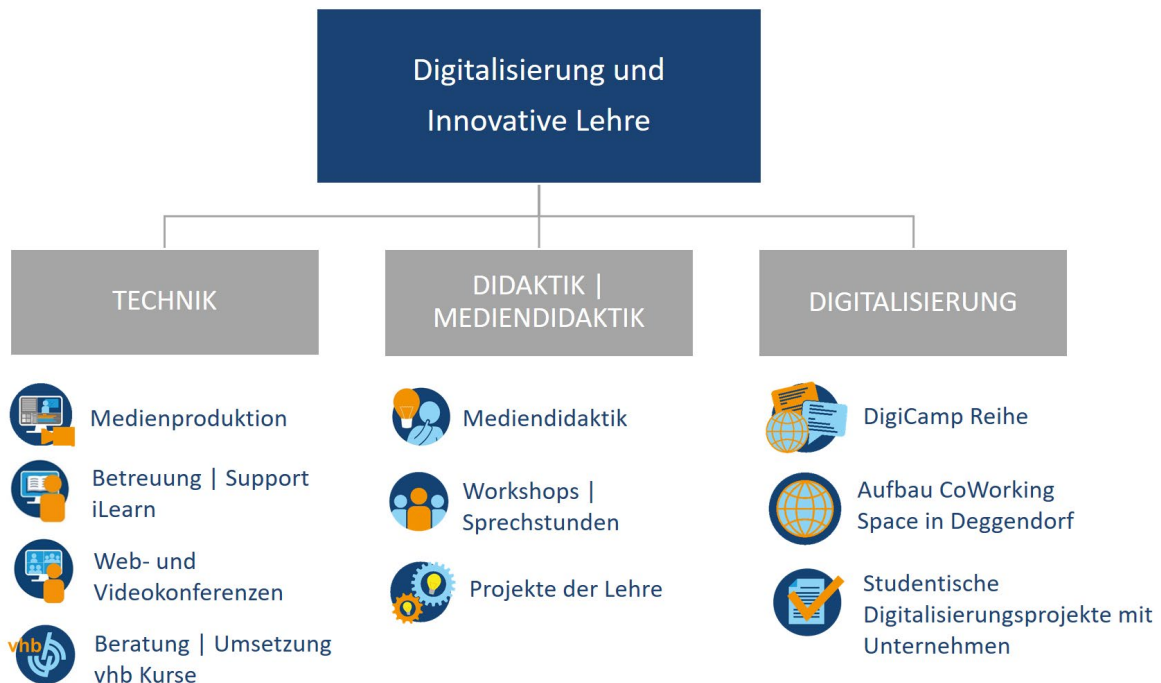 Digitalisierung und
Innovative Lehre
TECHNIK
Medienproduktion
Betreuung | Support
iLearn
Web- und
Videokonferenzen
vhb
Beratung | Umsetzung
vhb Kurse
DIDAKTIK |
MEDIENDIDAKTIK
Mediendidaktik
Workshops |
Sprechstunden
Projekte der Lehre
DIGITALISIERUNG
DigiCamp Reihe
Aufbau CoWorking
Space in Deggendorf
Studentische
Digitalisierungsprojekte mit
Unternehmen